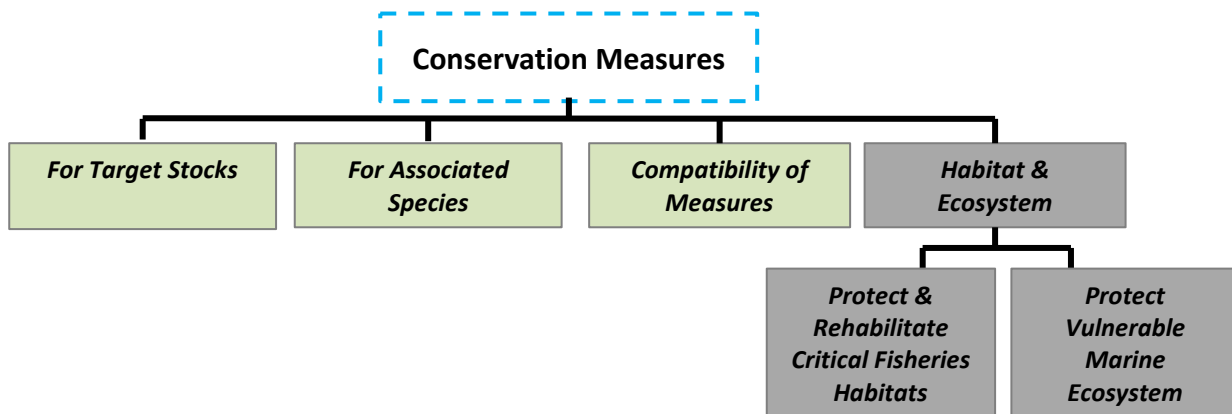 Conservation Measures
For Target Stocks
For Associated
Species
Compatibility of
Measures
Habitat &
Ecosystem
Protect &
Rehabilitate
Critical Fisheries
Habitats
Protect
Vulnerable
Marine
Ecosystem